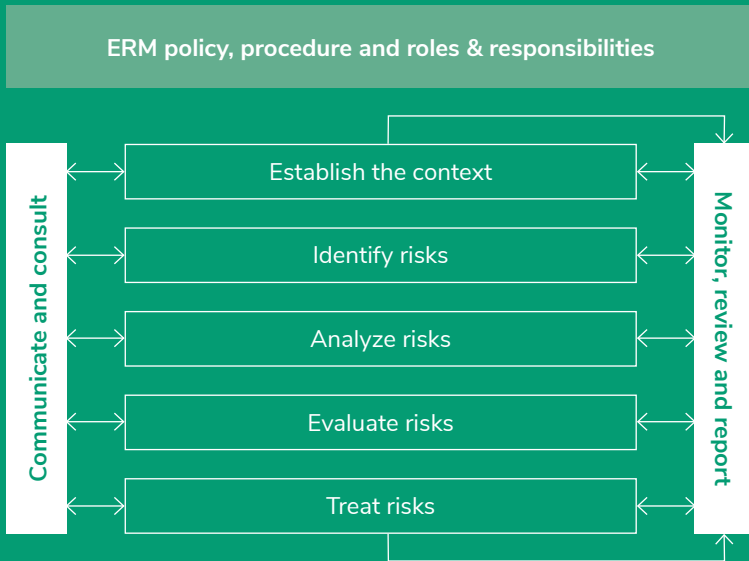 ERM policy, procedure and roles & responsibilities
Communicate and consult
Establish the context
Identify risks
Analyze risks
Evaluate risks
Treat risks
Monitor, review and report